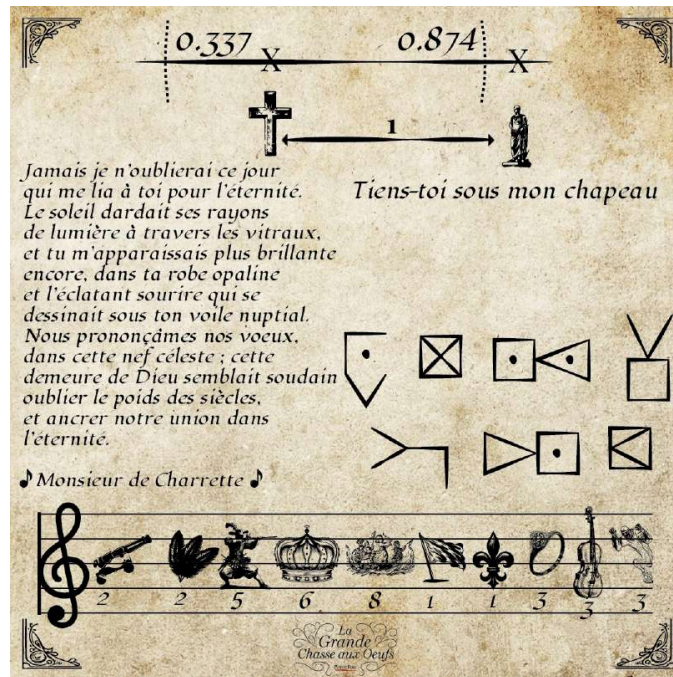 0.337 X 0.874 X
1
Jamais je n'oublierai ce jour
qui me lia à toi pour l'éternité.
Le soleil dardait ses rayons
de lumière à travers les vitraux,
et tu m'apparaissais plus brillante
encore, dans ta robe opaline
et l'éclatant sourire qui se
dessinait sous ton voile nuptial.
Nous prononçâmes nos voeux,
dans cette nef céleste ; cette
demeure de Dieu semblait soudain
oublier le poids des siècles,
et ancrer notre union dans
l'éternité.
Tiens-toi sous mon chapeau
♪ Monsieur de Charrette ♪
2 2 5 6 8 1 1 3 3 3
La
Grande
Chasse aux Oeufs